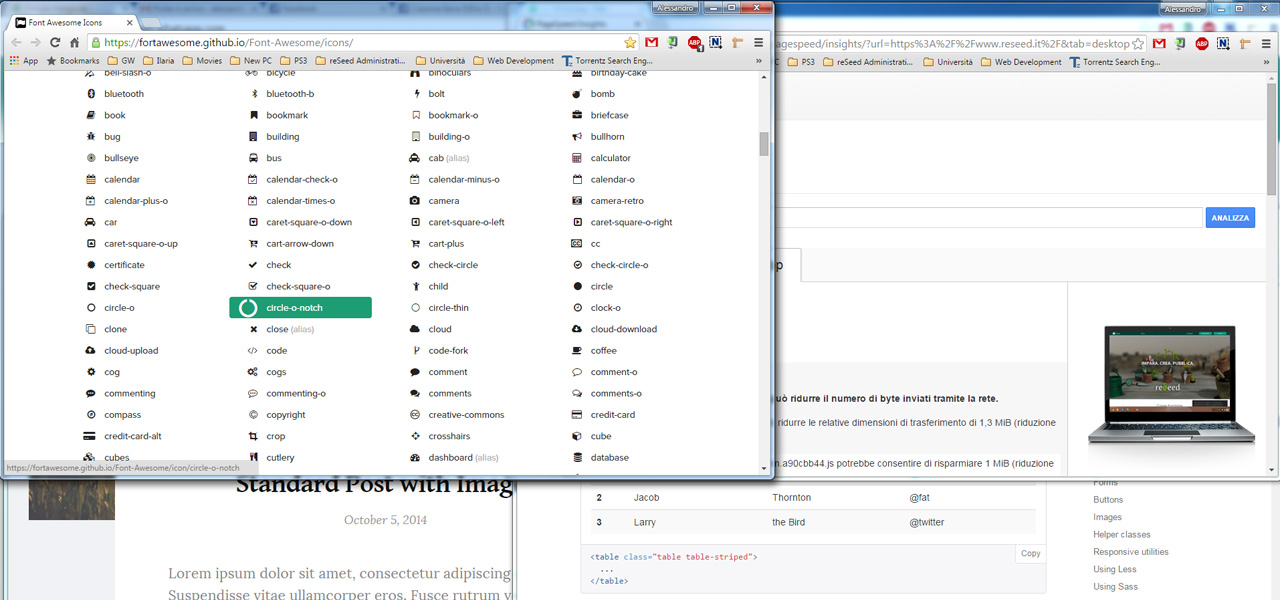 Font Awesome Icons
Alessandro
https://fortawesome.github.io/Font-Awesome/icons/
App Bookmarks GW Ilaria Movies New PC PS3 reSeed Administrati... Università Web Development Torrentz Search Eng... »
bell-slash-o bicycle binoculars birthday-cake
bluetooth bluetooth-b bolt bomb
book bookmark bookmark-o briefcase
bug building building-o bullhorn
bullseye bus cab (alias) calculator
calendar calendar-check-o calendar-minus-o calendar-o
calendar-plus-o calendar-times-o camera camera-retro
car caret-square-o-down caret-square-o-left caret-square-o-right
caret-square-o-up cart-arrow-down cart-plus cc
certificate check check-circle check-circle-o
check-square check-square-o child circle
circle-o circle-o-notch circle-thin clock-o
clone close (alias) cloud cloud-download
cloud-upload code code-fork coffee
cog cogs comment comment-o
commenting commenting-o comments comments-o
compass copyright creative-commons credit-card
credit-card-alt crop crosshairs cube
cubes cutlery dashboard (alias) database
https://fortawesome.github.io/Font-Awesome/icon/circle-o-notch
Alessandro
agespeed/insights/?url=https%3A%2F%2Fwww.reseed.it%2F&tab=desktop
C PS3 reSeed Administrati... Università Web Development Torrentz Search Eng... »
ANALIZZA
p
IMPARA. CREA. PUBBLICA.
reSeed
uò ridurre il numero di byte inviati tramite la rete.
ridurre le relative dimensioni di trasferimento di 1,3 MiB (riduzione
n.a90cbb44.js potrebbe consentire di risparmiare 1 MiB (riduzione
Standard Post with Imag
October 5, 2014
Lorem ipsum dolor sit amet, consectetur adipiscing
Suspendisse vitae ullamcorper eros. Fusce rutrum v
2 Jacob Thornton @fat
3 Larry the Bird @twitter
<table class="table table-striped">
...
</table>
Copy
Forms
Buttons
Images
Helper classes
Responsive utilities
Using Less
Using Sass